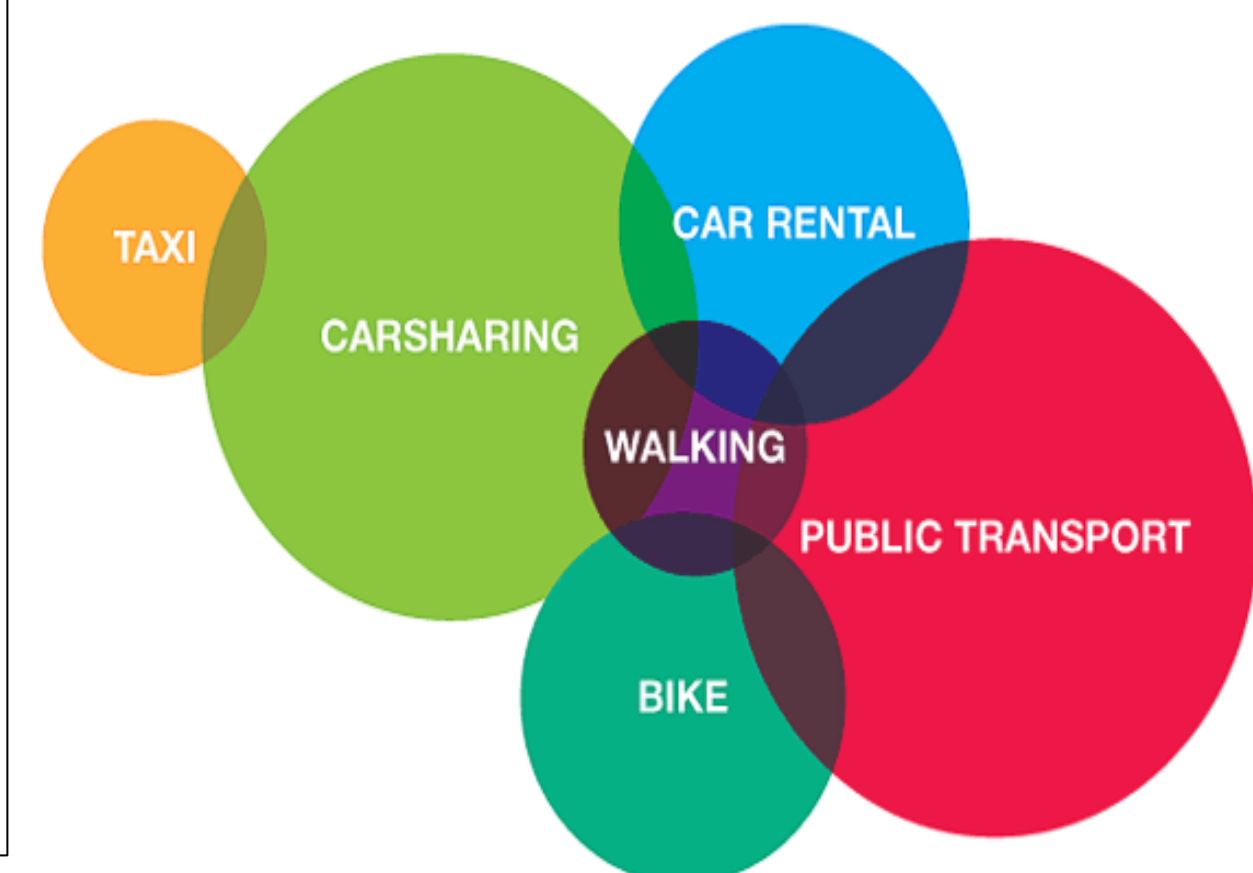 TAXI
CARSHARING
CAR RENTAL
WALKING
PUBLIC TRANSPORT
BIKE